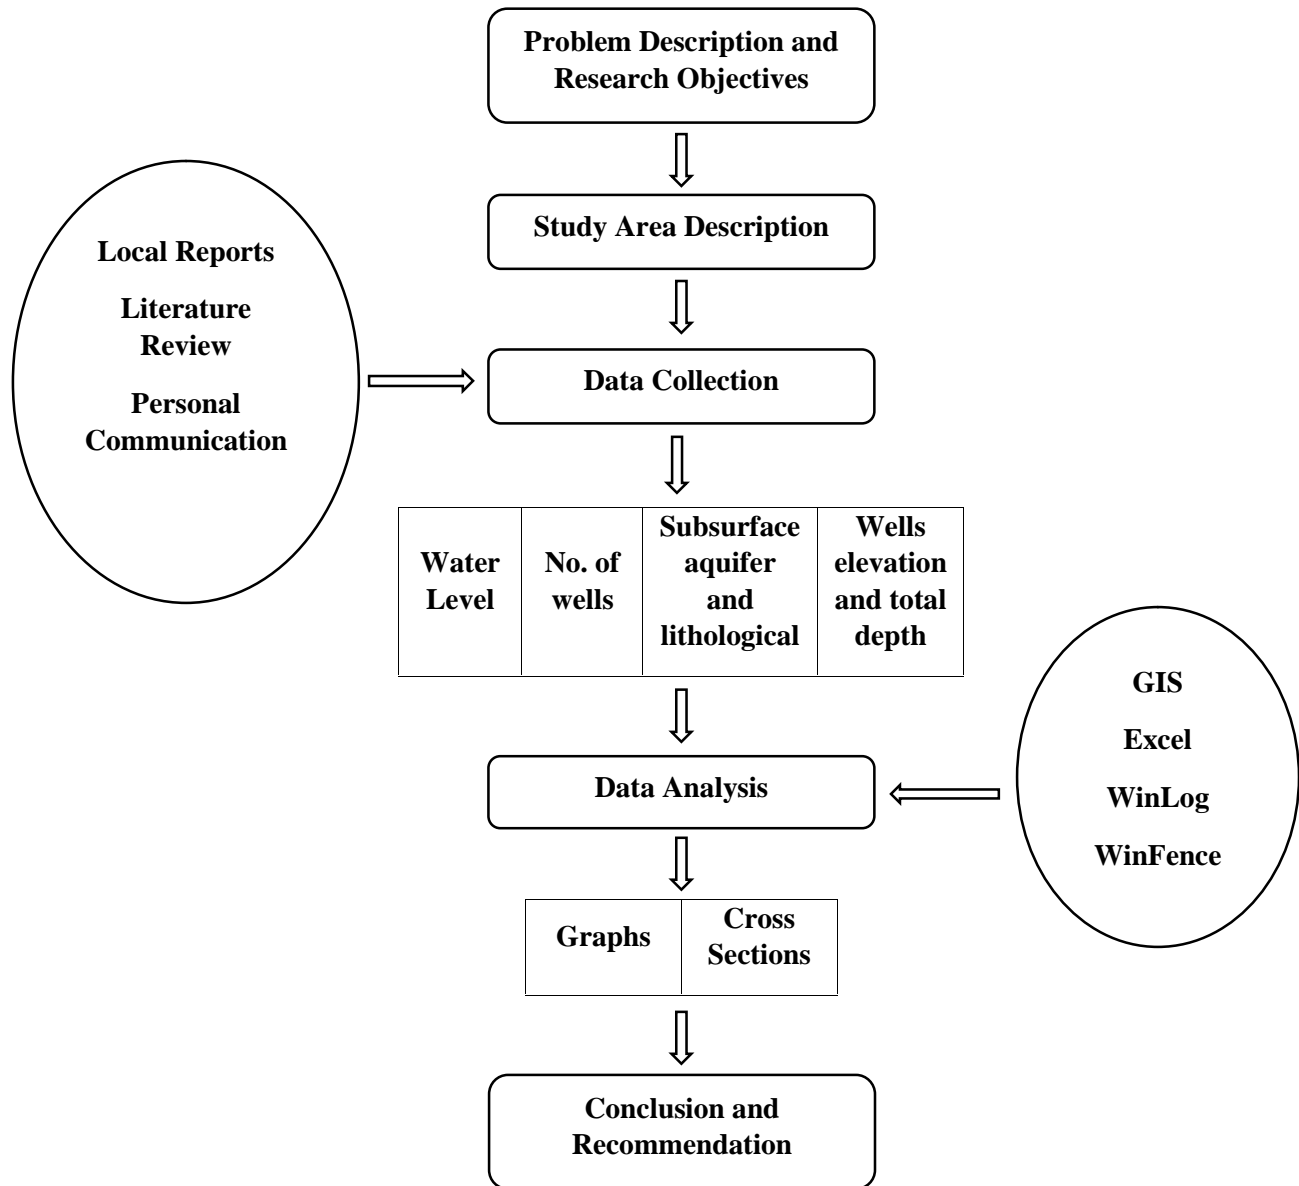 Problem Description and
Research Objectives
Study Area Description
Local Reports
Literature
Review
Personal
Communication
Data Collection
Water
Level
No. of
wells
Subsurface
aquifer
and
lithological
Wells
elevation
and total
depth
GIS
Excel
WinLog
WinFence
Data Analysis
Graphs
Cross
Sections
Conclusion and
Recommendation